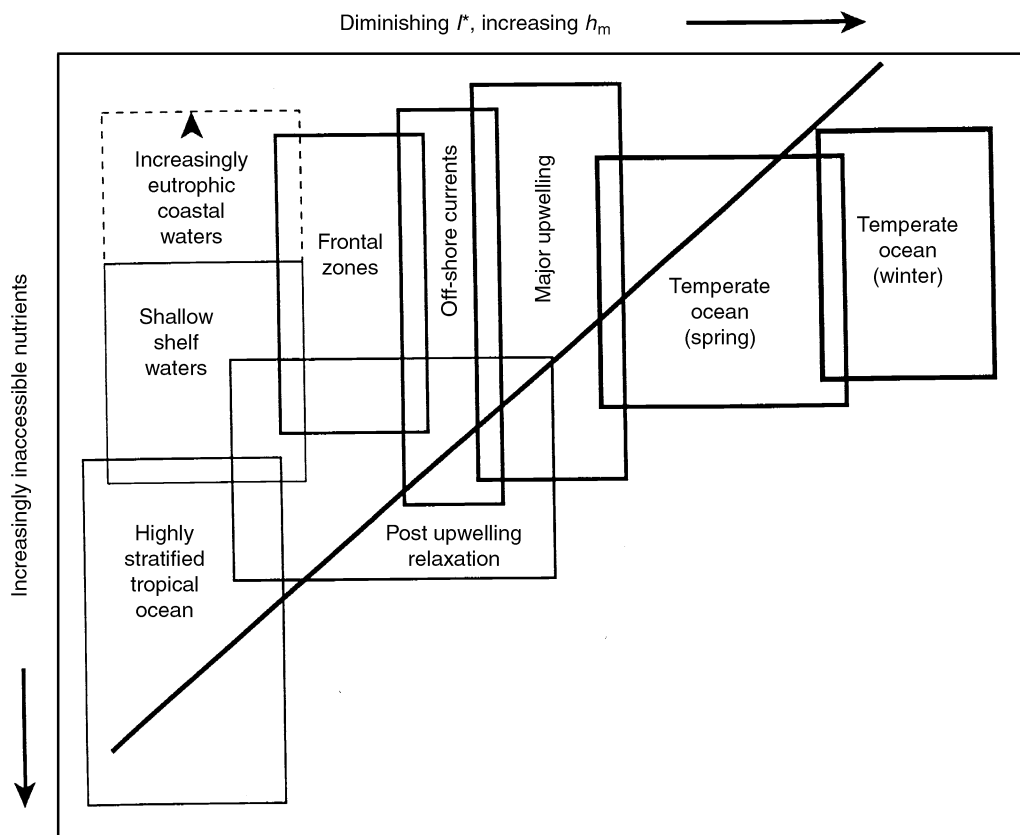 Diminishing I*, increasing hm
Increasingly inaccessible nutrients
Increasingly
eutrophic
coastal
waters
Frontal
zones
Off-shore currents
Major upwelling
Temperate
ocean
(spring)
Temperate
ocean
(winter)
Shallow
shelf
waters
Highly
stratified
tropical
ocean
Post upwelling
relaxation